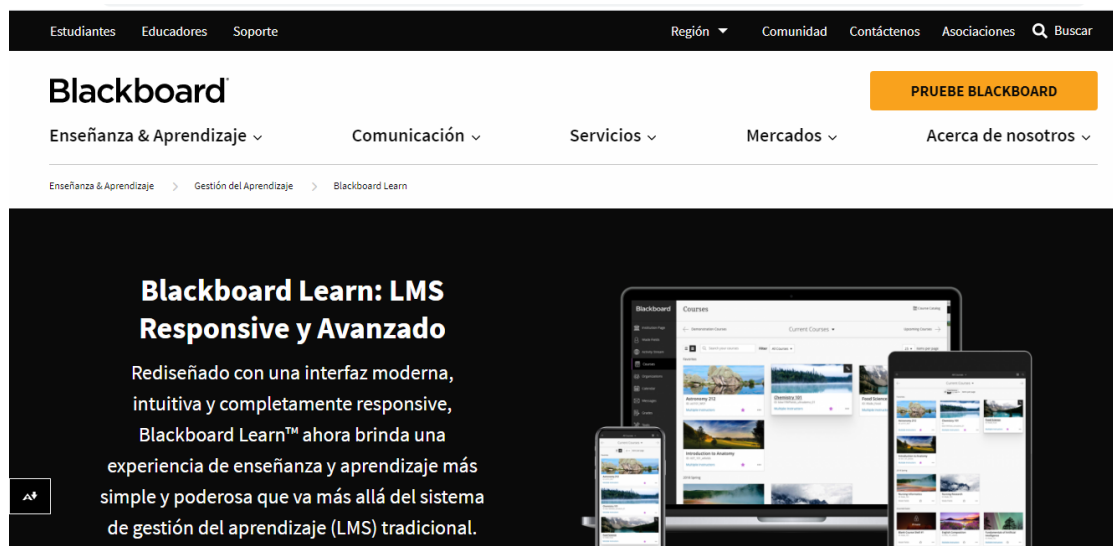 Estudiantes Educadores Soporte Región Comunidad Contáctenos Asociaciones Buscar
Blackboard
PRUEBE BLACKBOARD
Enseñanza & Aprendizaje Comunicación Servicios Mercados Acerca de nosotros
Enseñanza & Aprendizaje > Gestión del Aprendizaje > Blackboard Learn
Blackboard Learn: LMS
Responsive y Avanzado
Rediseñado con una interfaz moderna,
intuitiva y completamente responsive,
Blackboard Learn™ ahora brinda una
experiencia de enseñanza y aprendizaje más
simple y poderosa que va más allá del sistema
de gestión del aprendizaje (LMS) tradicional.
Blackboard Courses
Current Courses
Courses
Astronomy 212
Chemistry 101
Food Science
Introduction to Anatomy